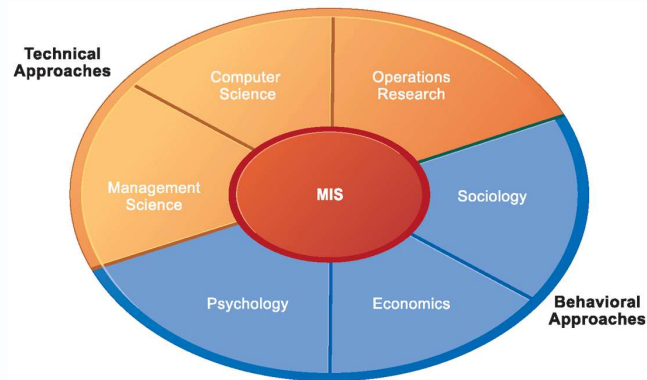 Technical
Approaches
Computer
Science
Operations
Research
Management
Science
MIS
Sociology
Psychology
Economics
Behavioral
Approaches